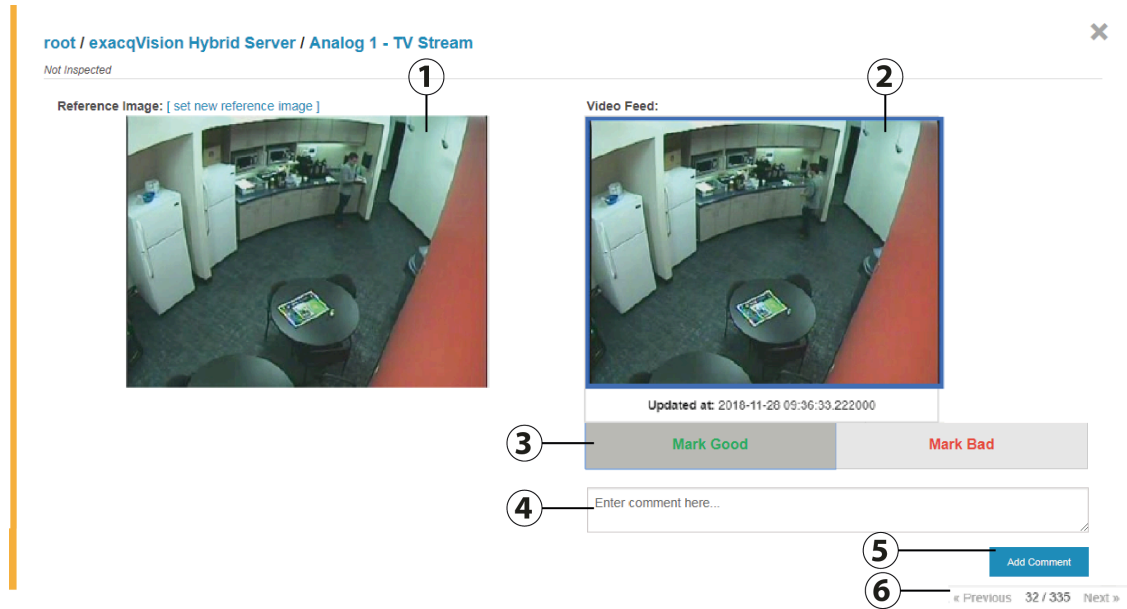 root / exacqVision Hybrid Server / Analog 1 - TV Stream
Not Inspected
1
2
Reference Image: [ set new reference image ]
Video Feed:
Updated at: 2018-11-28 09:36:33.222000
3
Mark Good
Mark Bad
4
Enter comment here...
5
Add Comment
6
« Previous 32 / 335 Next »